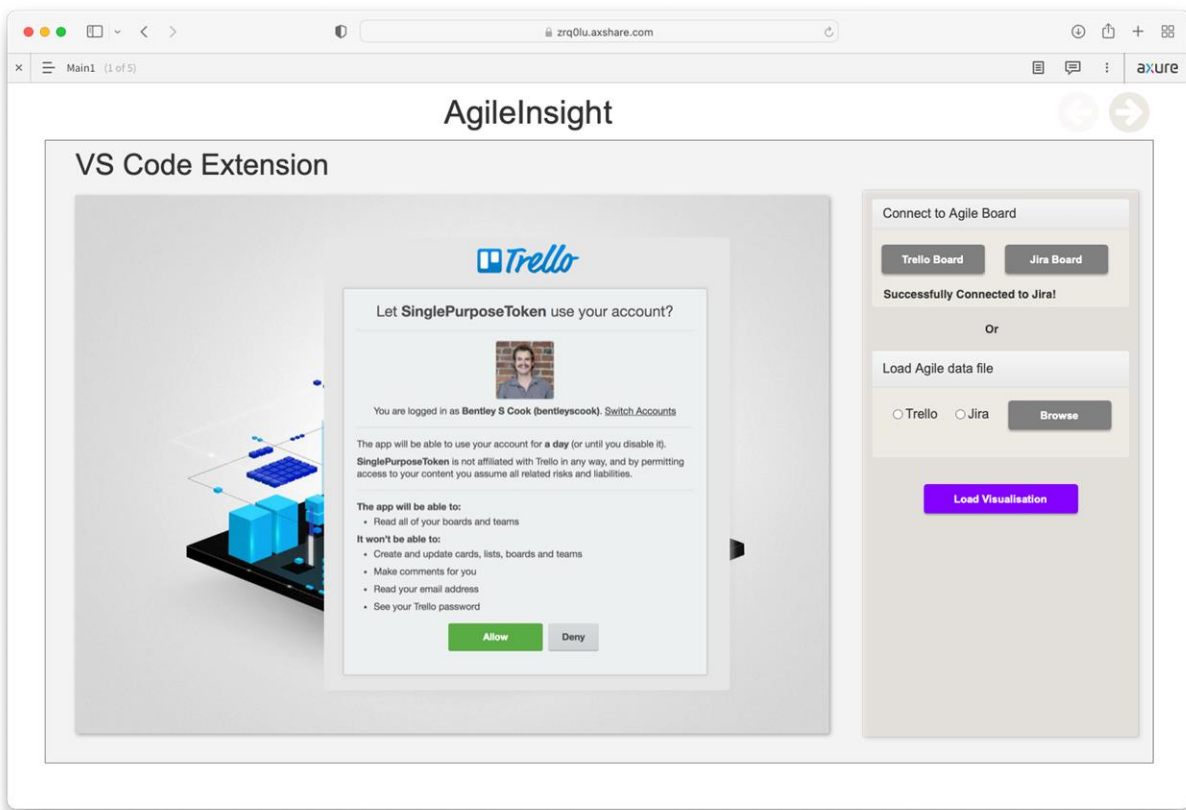 zrq0lu.axshare.com
Main1 (1 of 5)
axure
AgileInsight
VS Code Extension
Trello
Let SinglePurposeToken use your account?
You are logged in as Bentley S Cook (bentleyscook). Switch Accounts
The app will be able to use your account for a day (or until you disable it).
SinglePurposeToken is not affiliated with Trello in any way, and by permitting
access to your content you assume all related risks and liabilities.
The app will be able to:
• Read all of your boards and teams
It won't be able to:
• Create and update cards, lists, boards and teams
• Make comments for you
• Read your email address
• See your Trello password
Allow Deny
Connect to Agile Board
Trello Board Jira Board
Successfully Connected to Jira!
Or
Load Agile data file
Trello Jira Browse
Load Visualisation